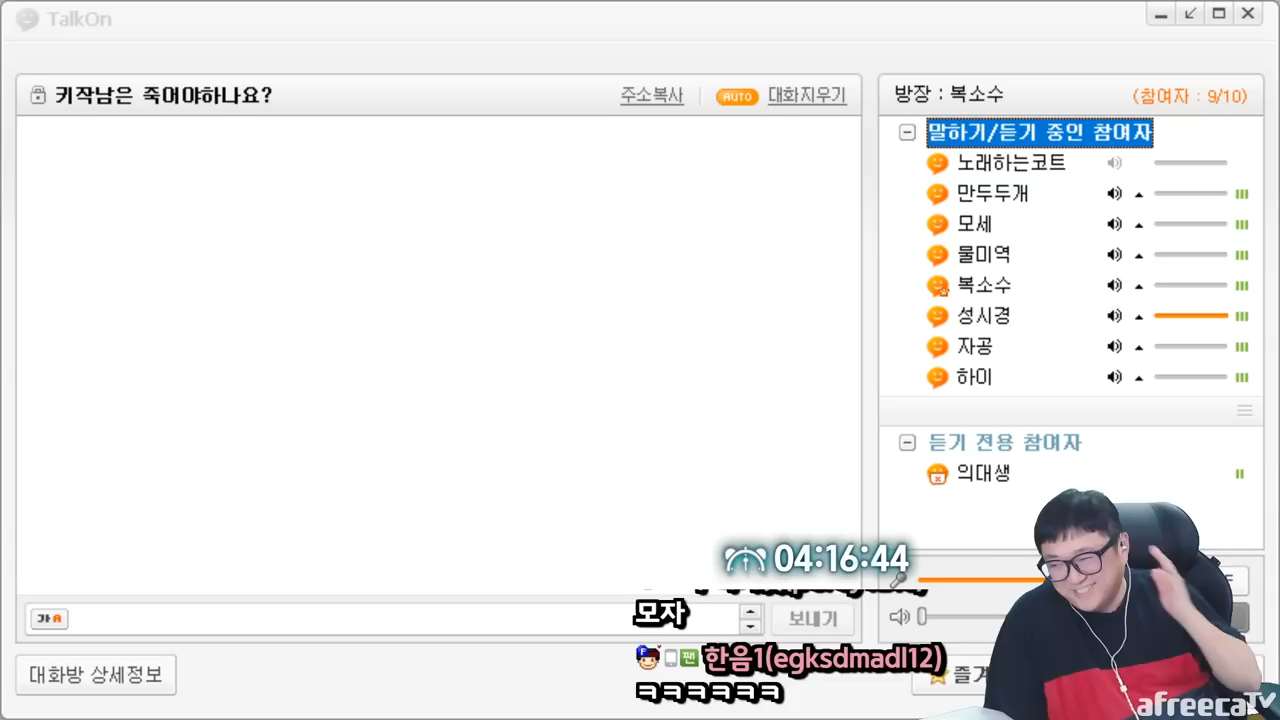 TalkOn
키작남은 죽어야하나요?
주소복사
AUTO 대화지우기
방장 : 복소수
(참여자 : 9/10)
말하기/듣기 중인 참여자
노래하는코트
만두두개
모세
물미역
복소수
성시경
자공
하이
듣기 전용 참여자
의대생
04:16:44
모자
가
보내기
팬 한음1(egksdmadl12)
ㅋㅋㅋㅋㅋㅋ
대화방 상세정보
즐겨
afreecaTV